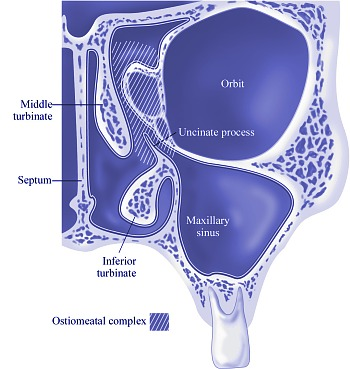 Orbit
Middle
turbinate
Uncinate process
Septum
Maxillary
sinus
Inferior
turbinate
Ostiomeatal complex